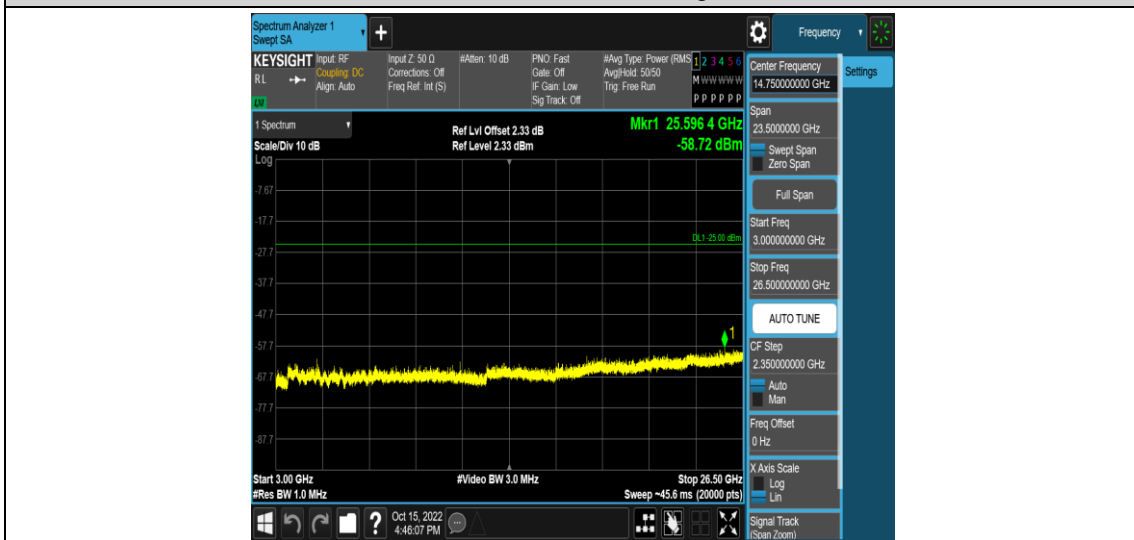 Spectrum Analyzer 1
Swept SA
+
Frequency
KEYSIGHT
RL
LXI
Input: RF
Coupling: DC
Align: Auto
Input Z: 50 Ω
Corrections: Off
Freq Ref: Int (S)
#Atten: 10 dB
PNO: Fast
Gate: Off
IF Gain: Low
Sig Track: Off
#Avg Type: Power (RMS
Avg|Hold: 50/50
Trig: Free Run
1 2 3 4 5 6
M W W W W W
P P P P P P
1 Spectrum
Ref Lvl Offset 2.33 dB
Mkr1 25.596 4 GHz
Scale/Div 10 dB
Ref Level 2.33 dBm
-58.72 dBm
Log
-7.67
-17.7
DL1 -25.00 dBm
-27.7
-37.7
-47.7
1
-57.7
-67.7
-77.7
-87.7
Start 3.00 GHz
#Video BW 3.0 MHz
Stop 26.50 GHz
#Res BW 1.0 MHz
Sweep ~45.6 ms (20000 pts)
?
Oct 15, 2022
4:46:07 PM
Center Frequency
14.750000000 GHz
Settings
Span
23.5000000 GHz
Swept Span
Zero Span
Full Span
Start Freq
3.000000000 GHz
Stop Freq
26.500000000 GHz
AUTO TUNE
CF Step
2.350000000 GHz
Auto
Man
Freq Offset
0 Hz
X Axis Scale
Log
Lin
Signal Track
(Span Zoom)